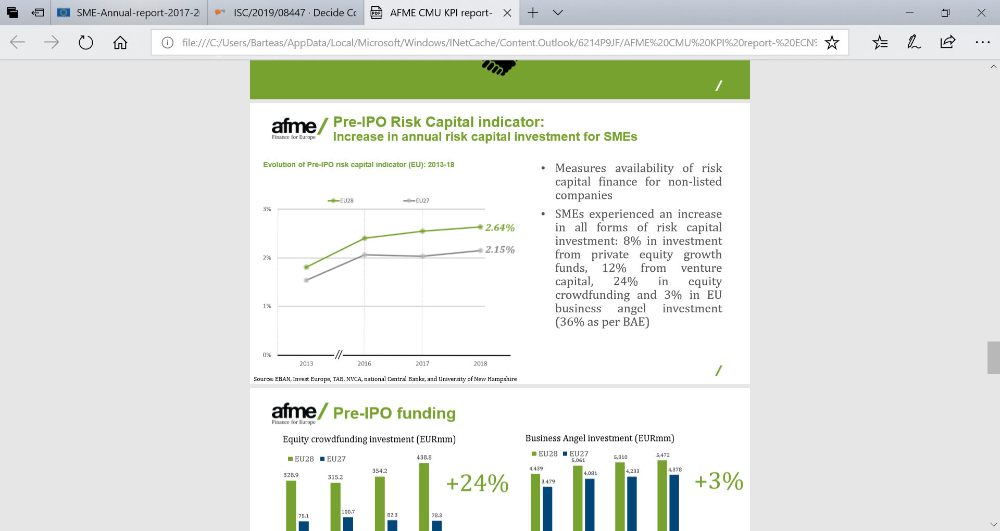 SME-Annual-report-2017-2
ISC/2019/08447 · Decide Cc
PDF
AFME CMU KPI report-
file:///C:/Users/Barteas/AppData/Local/Microsoft/Windows/INetCache/Content.Outlook/6214P9JF/AFME%20CMU%20KPI%20report-%20ECN%
afme/
Finance for Europe
Pre-IPO Risk Capital indicator:
Increase in annual risk capital investment for SMEs
Evolution of Pre-IPO risk capital indicator (EU): 2013-18
EU28 EU27
3%
2.64%
2.15%
2%
1%
0%
2013 2016 2017 2018
Source: EBAN, Invest Europe, TAB, NVCA, national Central Banks, and University of New Hampshire
• Measures availability of risk
capital finance for non-listed
companies
• SMEs experienced an increase
in all forms of risk capital
investment: 8% in investment
from private equity growth
funds, 12% from venture
capital, 24% in equity
crowdfunding and 3% in EU
business angel investment
(36% as per BAE)
afme/
Finance for Europe
Pre-IPO funding
Equity crowdfunding investment (EURmm)
EU28 EU27
328.9
75.1
315.2
100.7
354.2
82.3
438.8
78.3
+24%
Business Angel investment (EURmm)
EU28 EU27
4,439
3,479
5,061
4,081
5,310
4,233
5,472
4,378
+3%